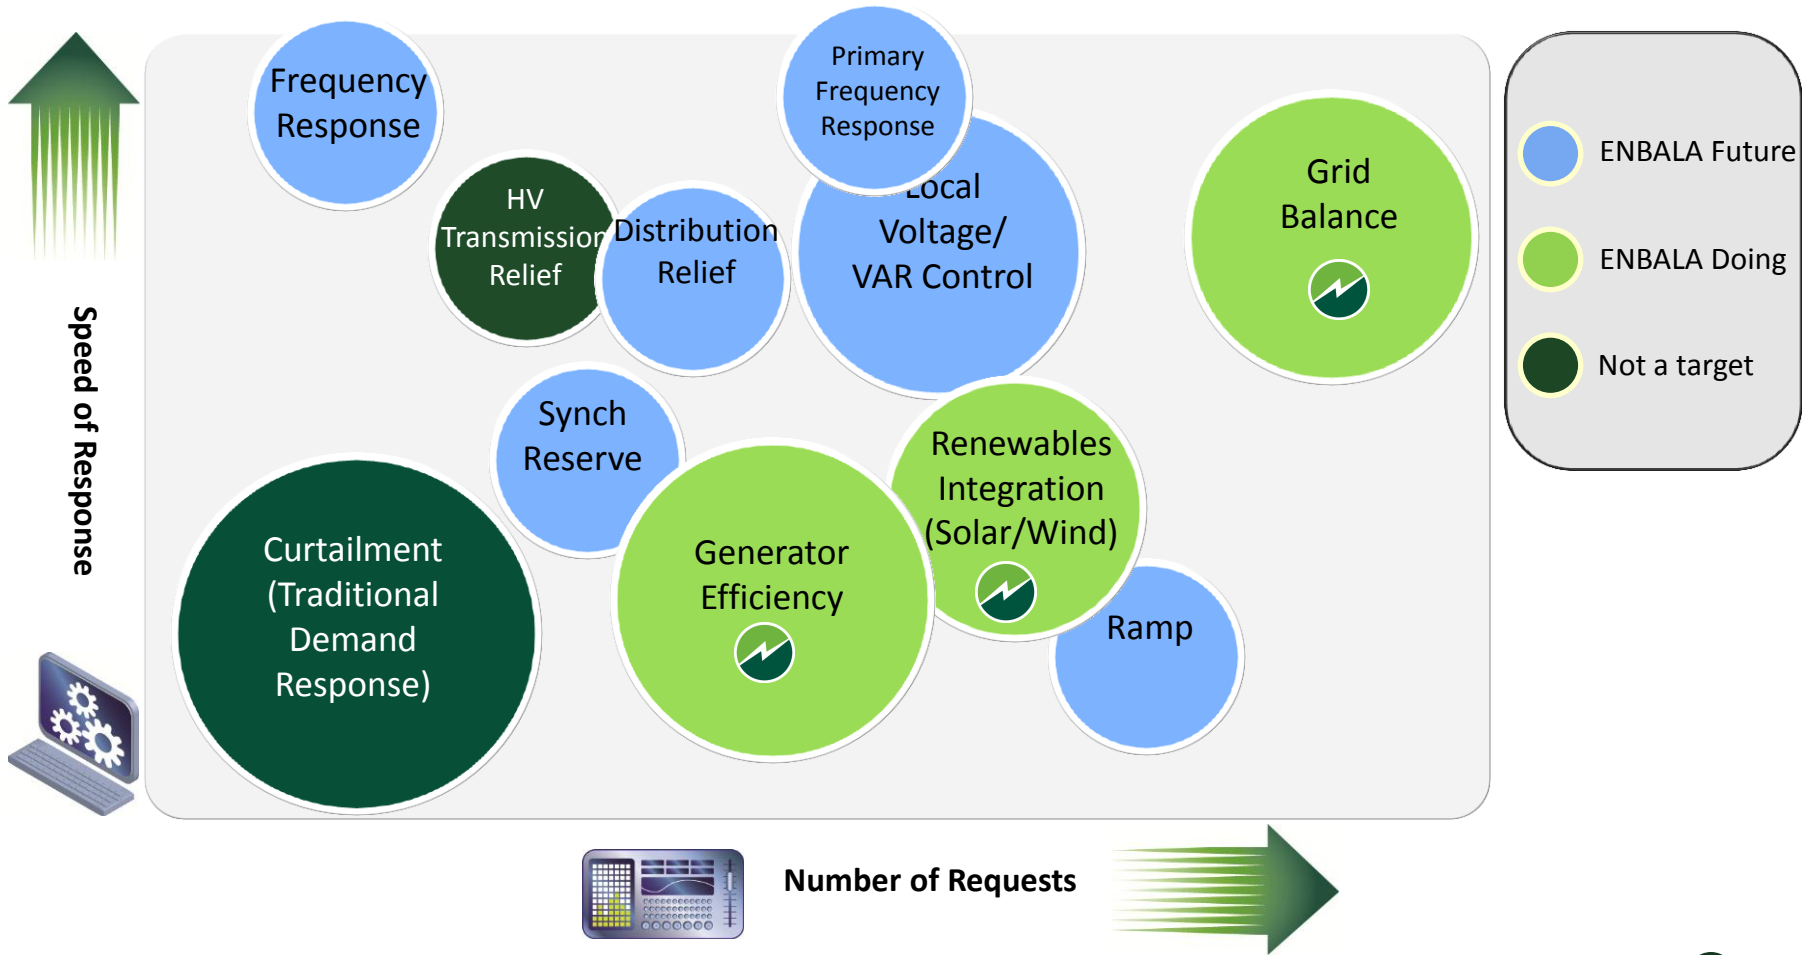 Frequency
Response
Primary
Frequency
Response
HV
Transmission
Relief
Distribution
Relief
Local
Voltage/
VAR Control
Grid
Balance
Synch
Reserve
Renewables
Integration
(Solar/Wind)
Generator
Efficiency
Curtailment
(Traditional
Demand
Response)
Ramp
ENBALA Future
ENBALA Doing
Not a target
Speed of Response
Number of Requests